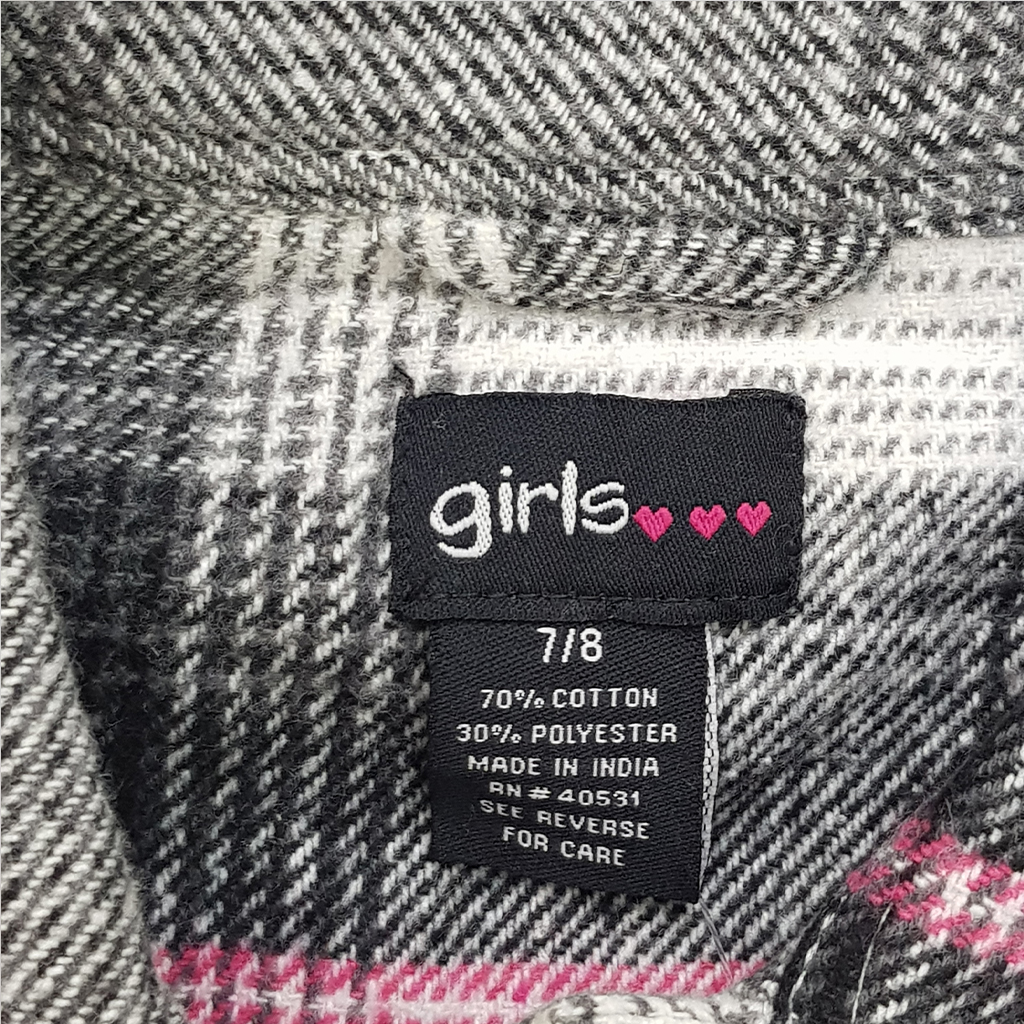 girls
7/8
70% COTTON
30% POLYESTER
MADE IN INDIA
RN # 40531
SEE REVERSE
FOR CARE